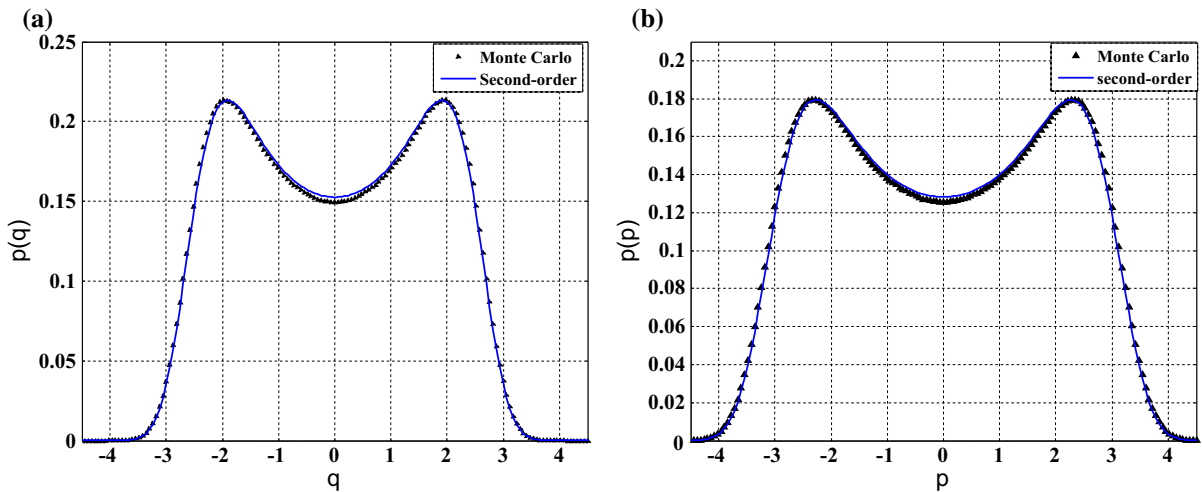 (a)
0.25
0.2
0.15
0.1
0.05
0
p(q)
Monte Carlo
Second-order
-4 -3 -2 -1 0 1 2 3 4
q
(b)
0.2
0.18
0.16
0.14
0.12
0.1
0.08
0.06
0.04
0.02
0
p(p)
Monte Carlo
second-order
-4 -3 -2 -1 0 1 2 3 4
p